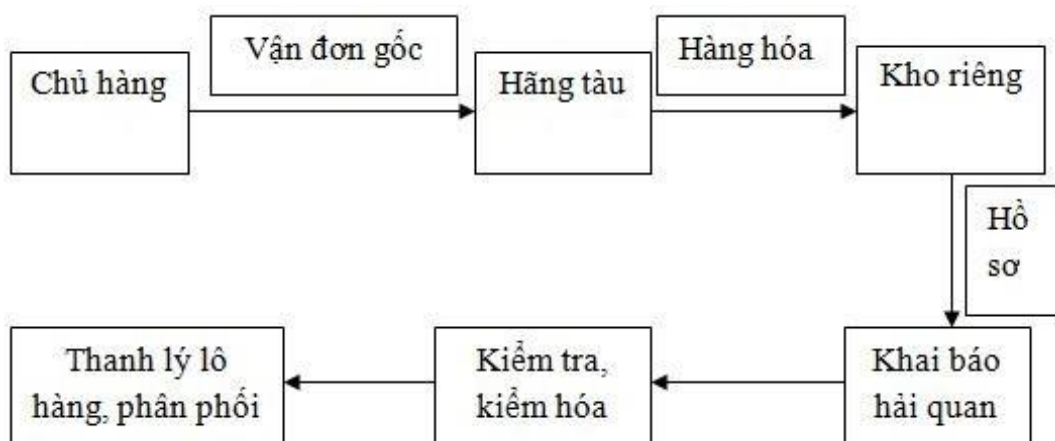 Chủ hàng
Vận đơn gốc
Hãng tàu
Hàng hóa
Kho riêng
Hồ
sơ
Khai báo
hải quan
Kiểm tra,
kiểm hóa
Thanh lý lô
hàng, phân phối